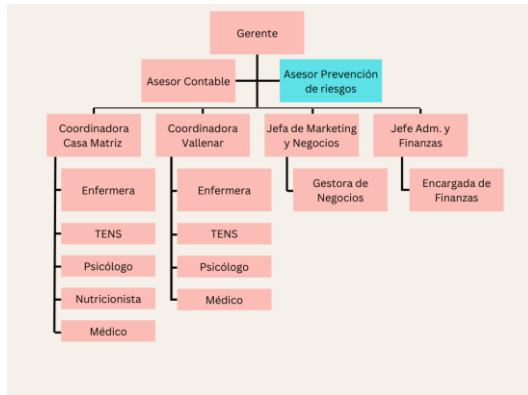 Gerente
Asesor Contable
Asesor Prevención
de riesgos
Coordinadora
Casa Matriz
Coordinadora
Vallenar
Jefa de Marketing
y Negocios
Jefe Adm. y
Finanzas
Enfermera
TENS
Psicólogo
Nutricionista
Médico
Enfermera
TENS
Psicólogo
Médico
Gestora de
Negocios
Encargada de
Finanzas